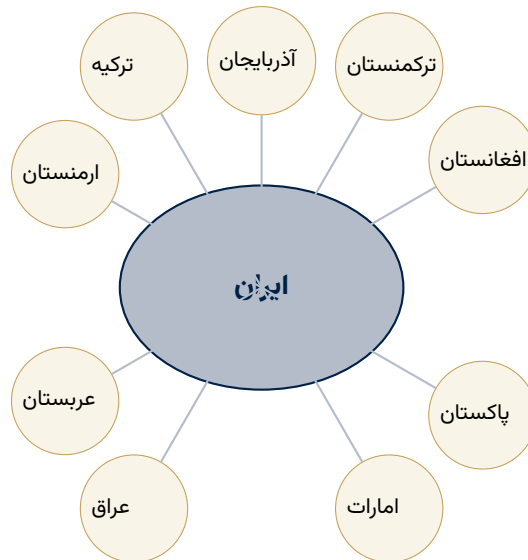 ترکمنستان
آذربایجان
ترکیه
افغانستان
ارمنستان
ایران
پاکستان
عربستان
امارات
عراق